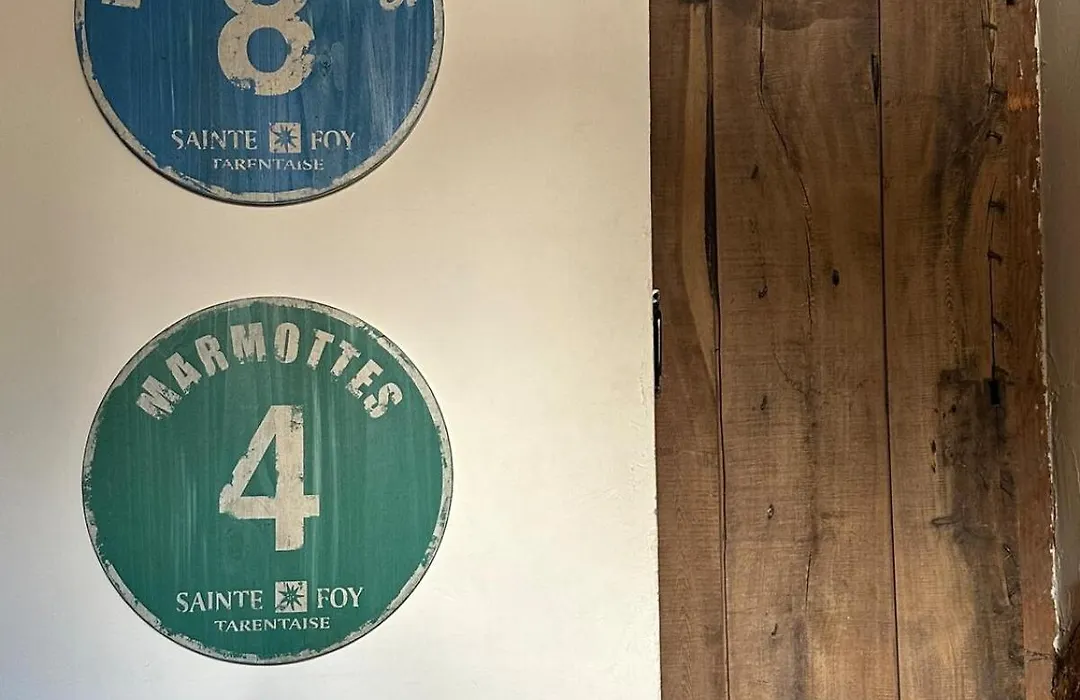 8
SAINTE FOY
TARENTAISE
MARMOTTES
4
SAINTE FOY
TARENTAISE